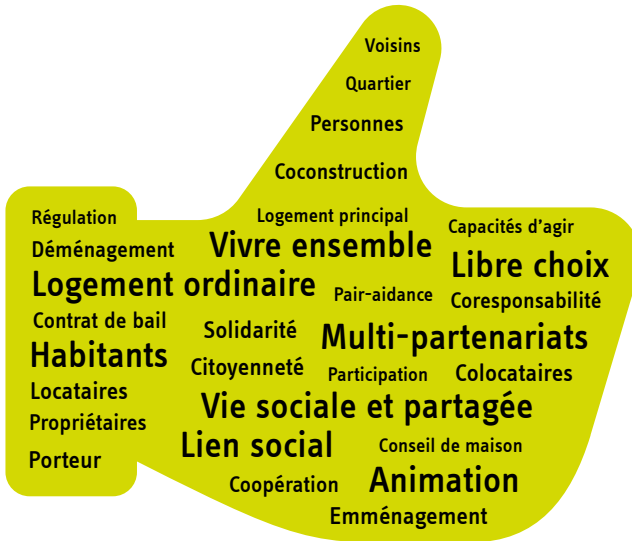 Voisins
Quartier
Personnes
Coconstruction
Logement principal
Régulation
Capacités d'agir
Déménagement
Vivre ensemble
Libre choix
Logement ordinaire
Pair-aidance
Coresponsabilité
Contrat de bail
Solidarité
Multi-partenariats
Habitants
Citoyenneté
Participation
Colocataires
Locataires
Vie sociale et partagée
Propriétaires
Lien social
Conseil de maison
Porteur
Coopération
Animation
Emménagement